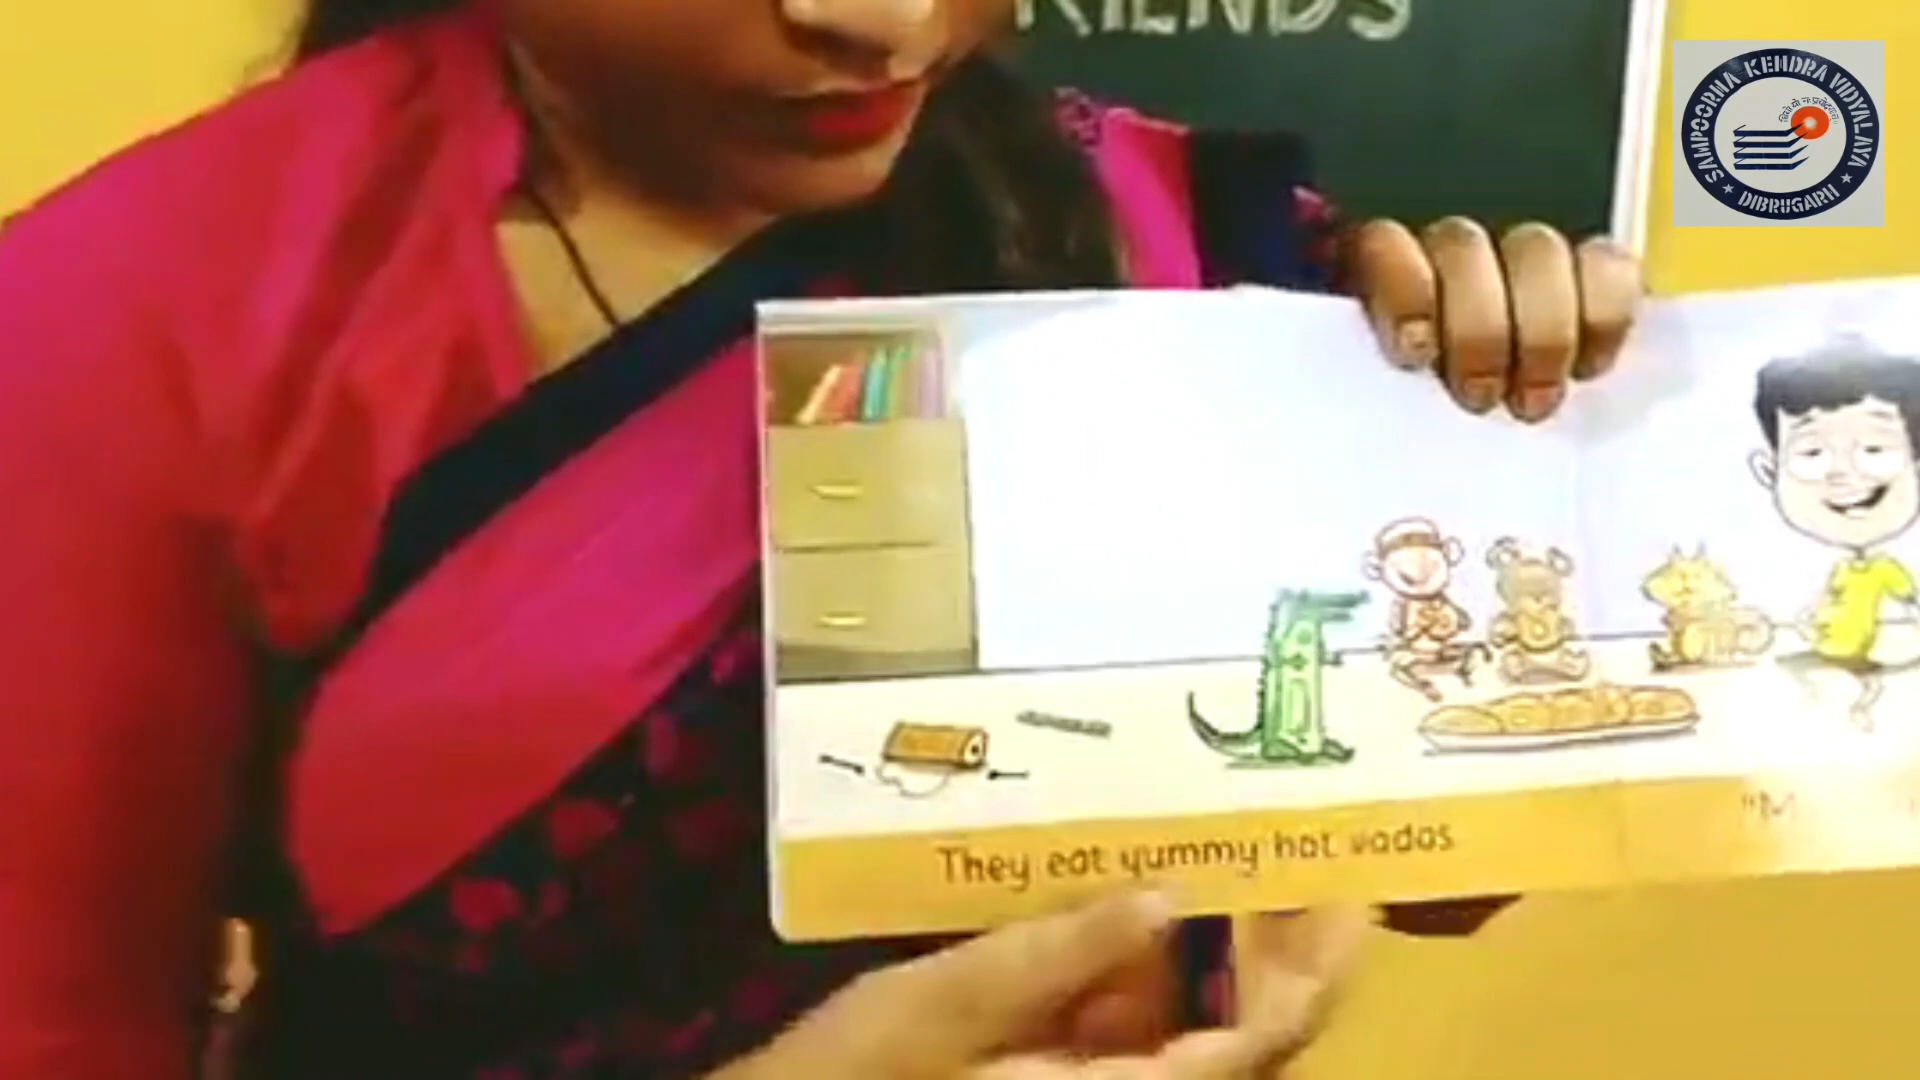 RIENDS
SAMPOORNA KENDRA VIDYALAYA
DIBRUGARH
They eat yummy hot vadas.